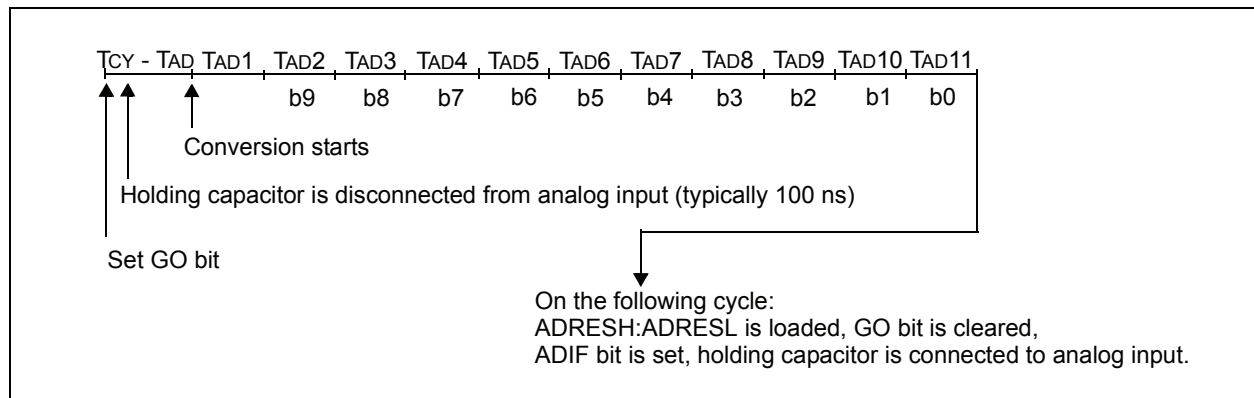 TCY - TAD TAD1 TAD2 TAD3 TAD4 TAD5 TAD6 TAD7 TAD8 TAD9 TAD10 TAD11
b9 b8 b7 b6 b5 b4 b3 b2 b1 b0
Conversion starts
Holding capacitor is disconnected from analog input (typically 100 ns)
Set GO bit
On the following cycle:
ADRESH:ADRESL is loaded, GO bit is cleared,
ADIF bit is set, holding capacitor is connected to analog input.